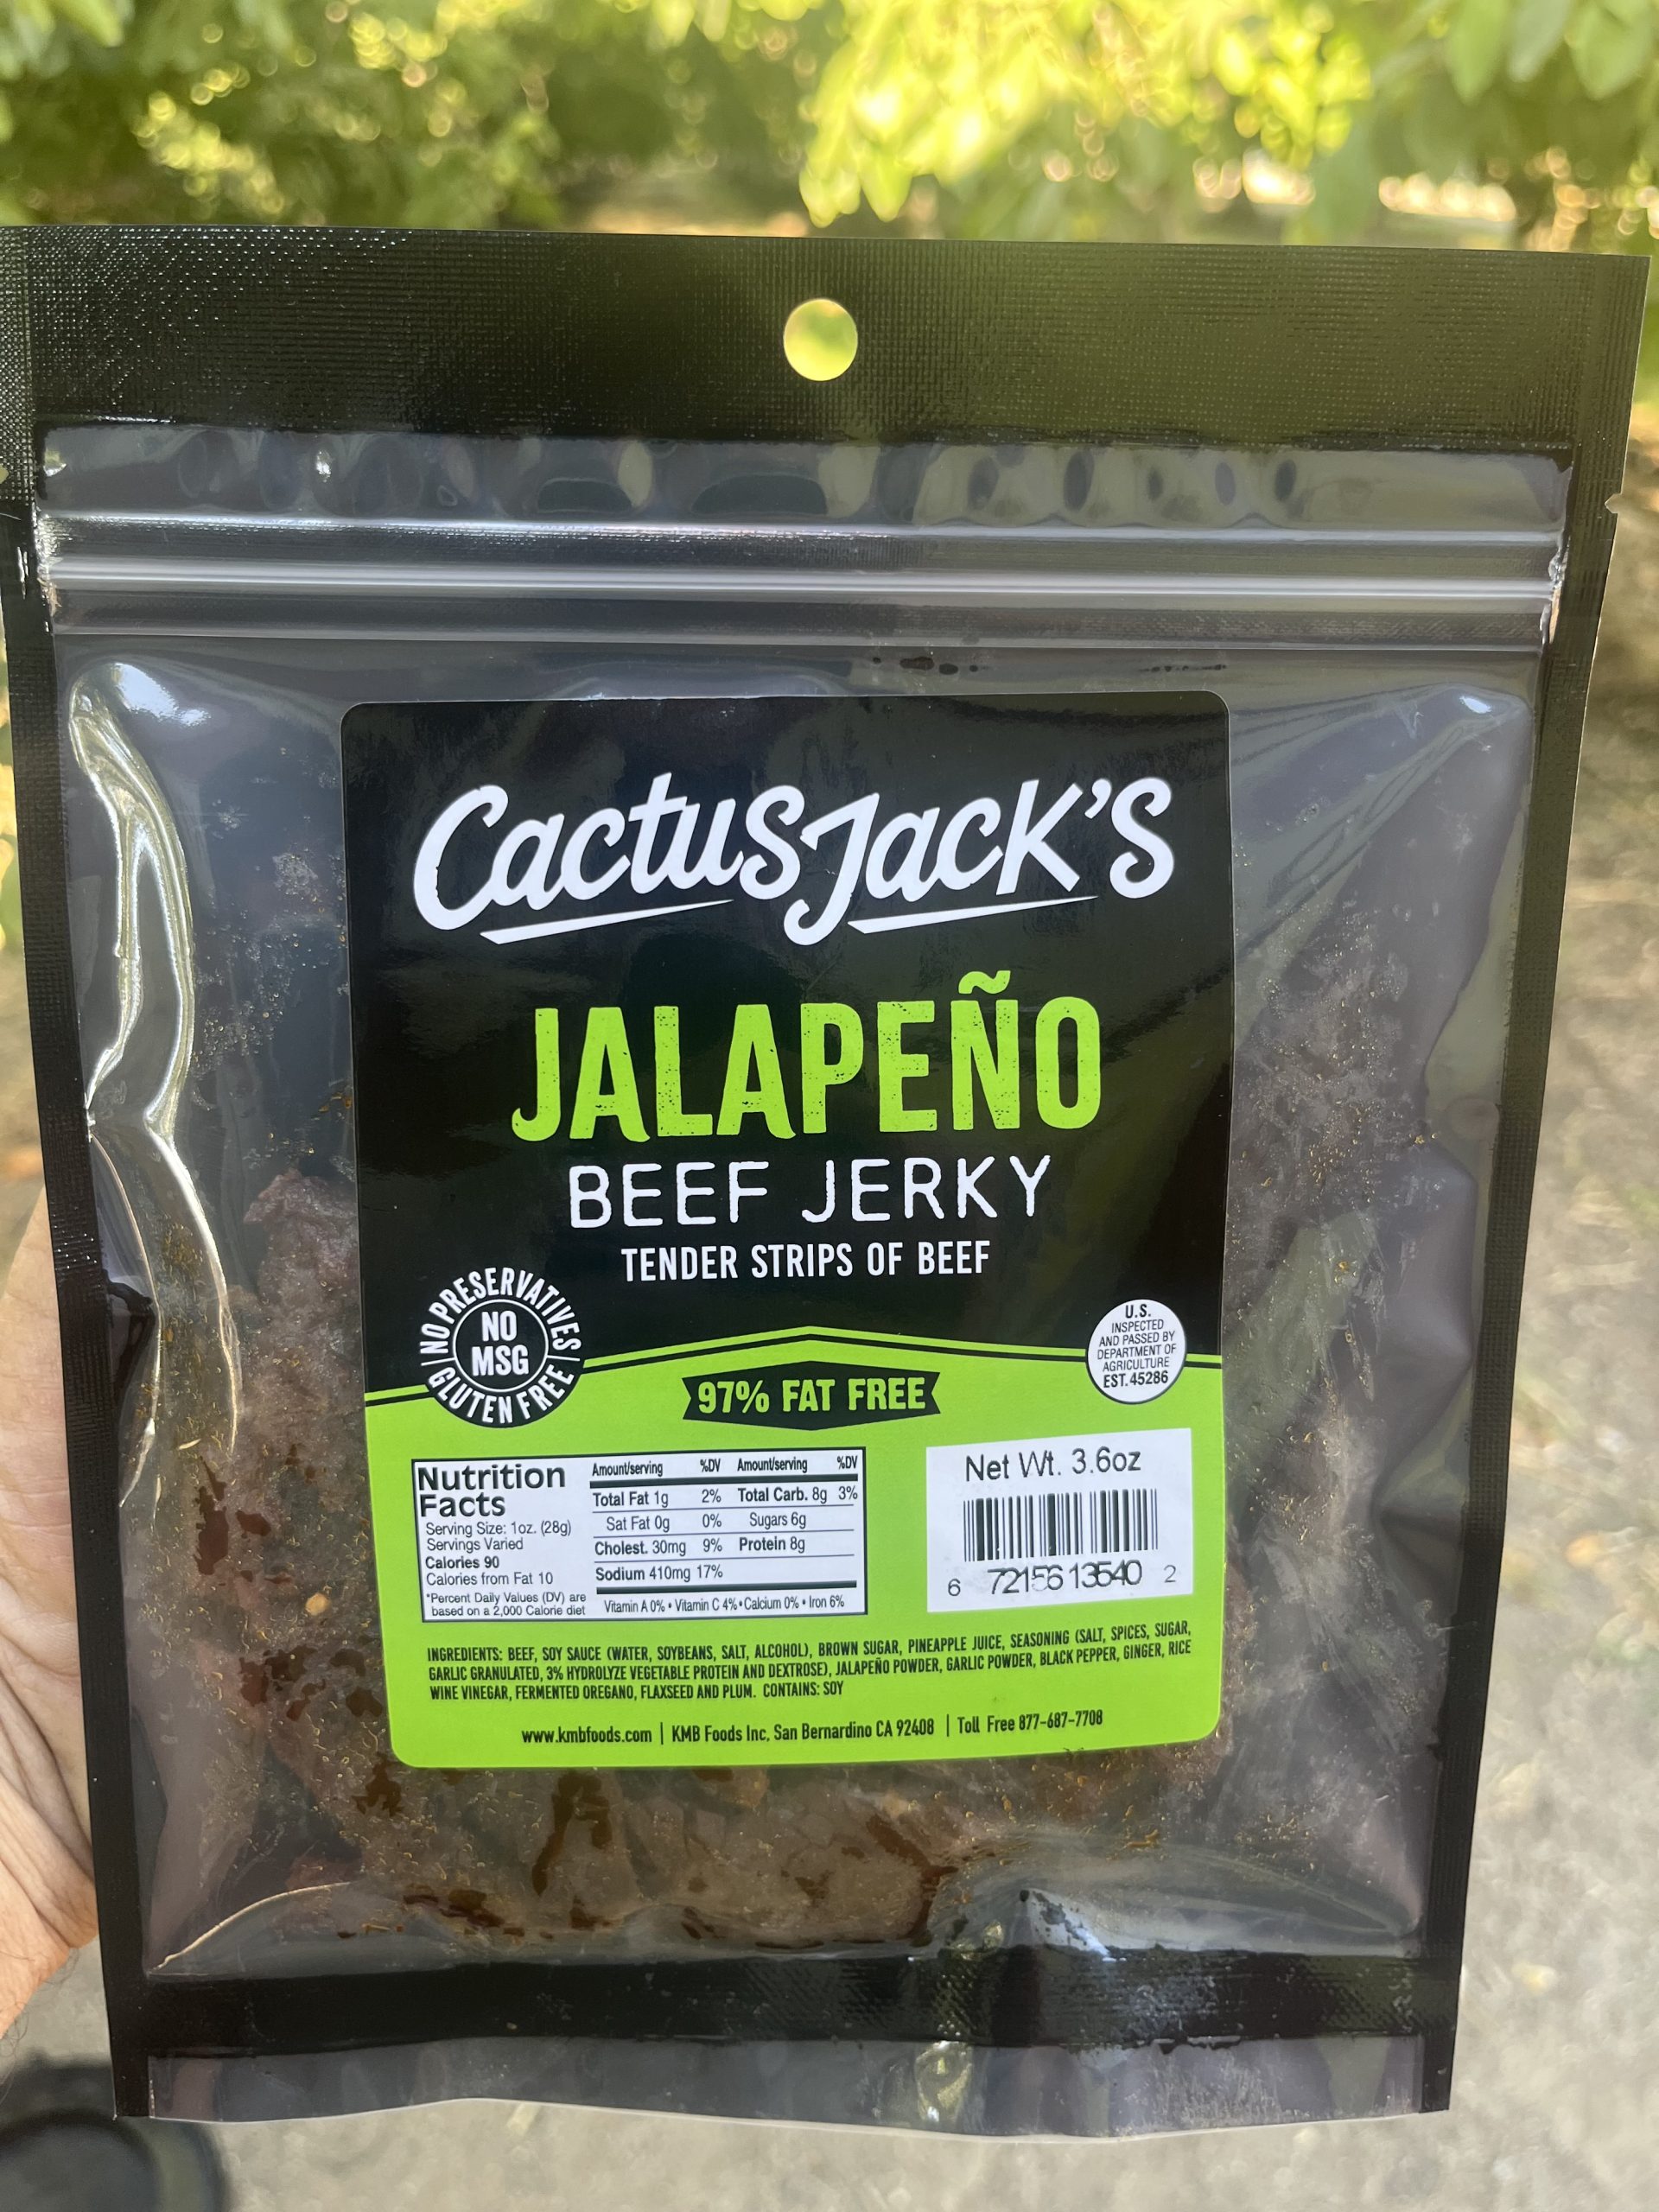 CactusJack's
JALAPEÑO
BEEF JERKY
TENDER STRIPS OF BEEF
NO PRESERVATIVES
NO
MSG
GLUTEN FREE
U.S.
INSPECTED
AND PASSED BY
DEPARTMENT OF
AGRICULTURE
EST. 45286
97% FAT FREE
Nutrition
Facts
Serving Size: 1oz. (28g)
Servings Varied
Calories 90
Calories from Fat 10
*Percent Daily Values (DV) are
based on a 2,000 Calorie diet
Amount/serving %DV Amount/serving %DV
Total Fat 1g 2% Total Carb. 8g 3%
Sat Fat 0g 0% Sugars 6g
Cholest. 30mg 9% Protein 8g
Sodium 410mg 17%
Vitamin A 0% • Vitamin C 4% • Calcium 0% • Iron 6%
Net Wt. 3.6oz
6 72156 13540 2
INGREDIENTS: BEEF, SOY SAUCE (WATER, SOYBEANS, SALT, ALCOHOL), BROWN SUGAR, PINEAPPLE JUICE, SEASONING (SALT, SPICES, SUGAR,
GARLIC GRANULATED, 3% HYDROLYZE VEGETABLE PROTEIN AND DEXTROSE), JALAPEÑO POWDER, GARLIC POWDER, BLACK PEPPER, GINGER, RICE
WINE VINEGAR, FERMENTED OREGANO, FLAXSEED AND PLUM. CONTAINS: SOY
www.kmbfoods.com | KMB Foods Inc, San Bernardino CA 92408 | Toll Free 877-687-7708